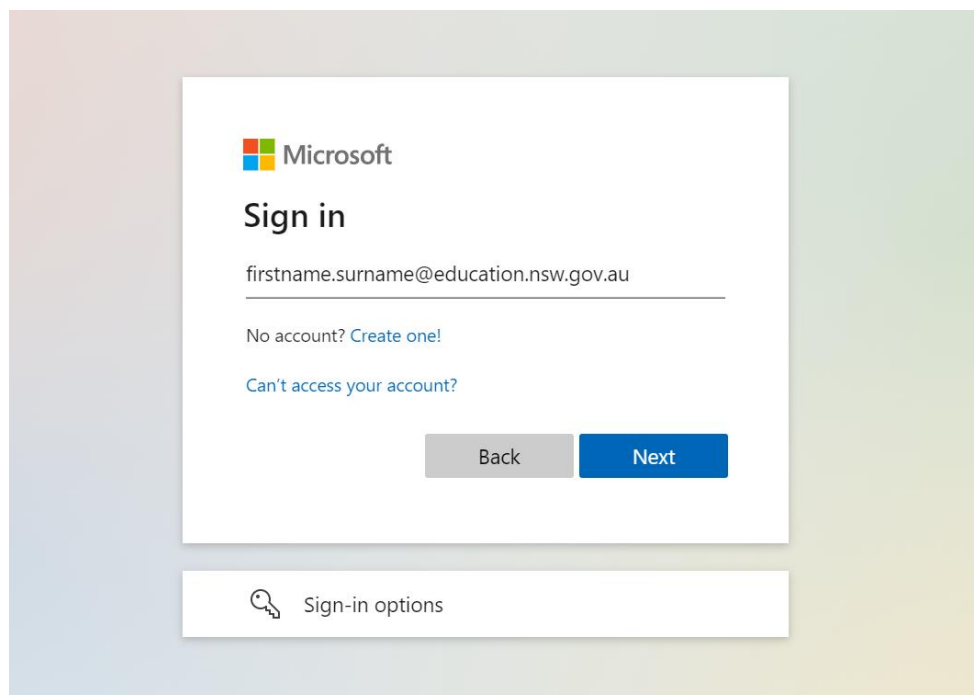 Microsoft
Sign in
firstname.surname@education.nsw.gov.au
No account? Create one!
Can't access your account?
Back
Next
Sign-in options